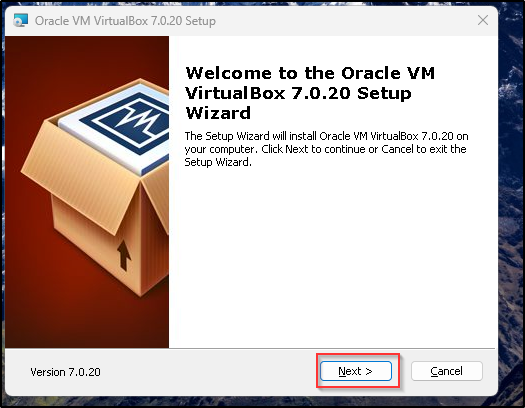 Oracle VM VirtualBox 7.0.20 Setup
Welcome to the Oracle VM
VirtualBox 7.0.20 Setup
Wizard
The Setup Wizard will install Oracle VM VirtualBox 7.0.20 on
your computer. Click Next to continue or Cancel to exit the
Setup Wizard.
Version 7.0.20
Next >
Cancel